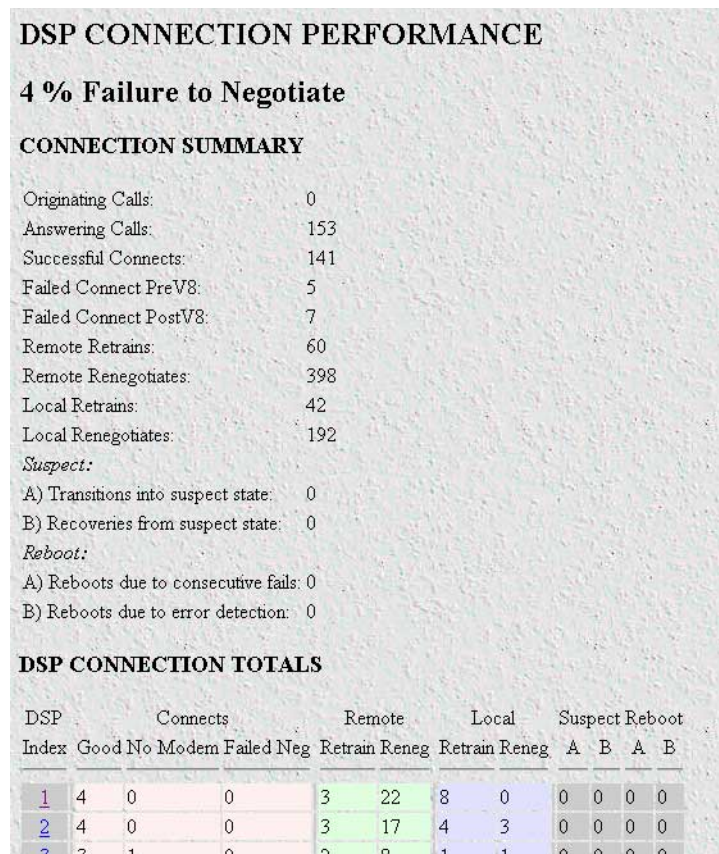 DSP CONNECTION PERFORMANCE
4 % Failure to Negotiate
CONNECTION SUMMARY
Originating Calls: 0
Answering Calls: 153
Successful Connects: 141
Failed Connect PreV8: 5
Failed Connect PostV8: 7
Remote Retrains: 60
Remote Renegotiates: 398
Local Retrains: 42
Local Renegotiates: 192
Suspect:
A) Transitions into suspect state: 0
B) Recoveries from suspect state: 0
Reboot:
A) Reboots due to consecutive fails: 0
B) Reboots due to error detection: 0
DSP CONNECTION TOTALS
DSP Connects Remote Local Suspect Reboot
Index Good No Modem Failed Neg Retrain Reneg Retrain Reneg A B A B
1 4 0 0 3 22 8 0 0 0 0 0
2 4 0 0 3 17 4 3 0 0 0 0